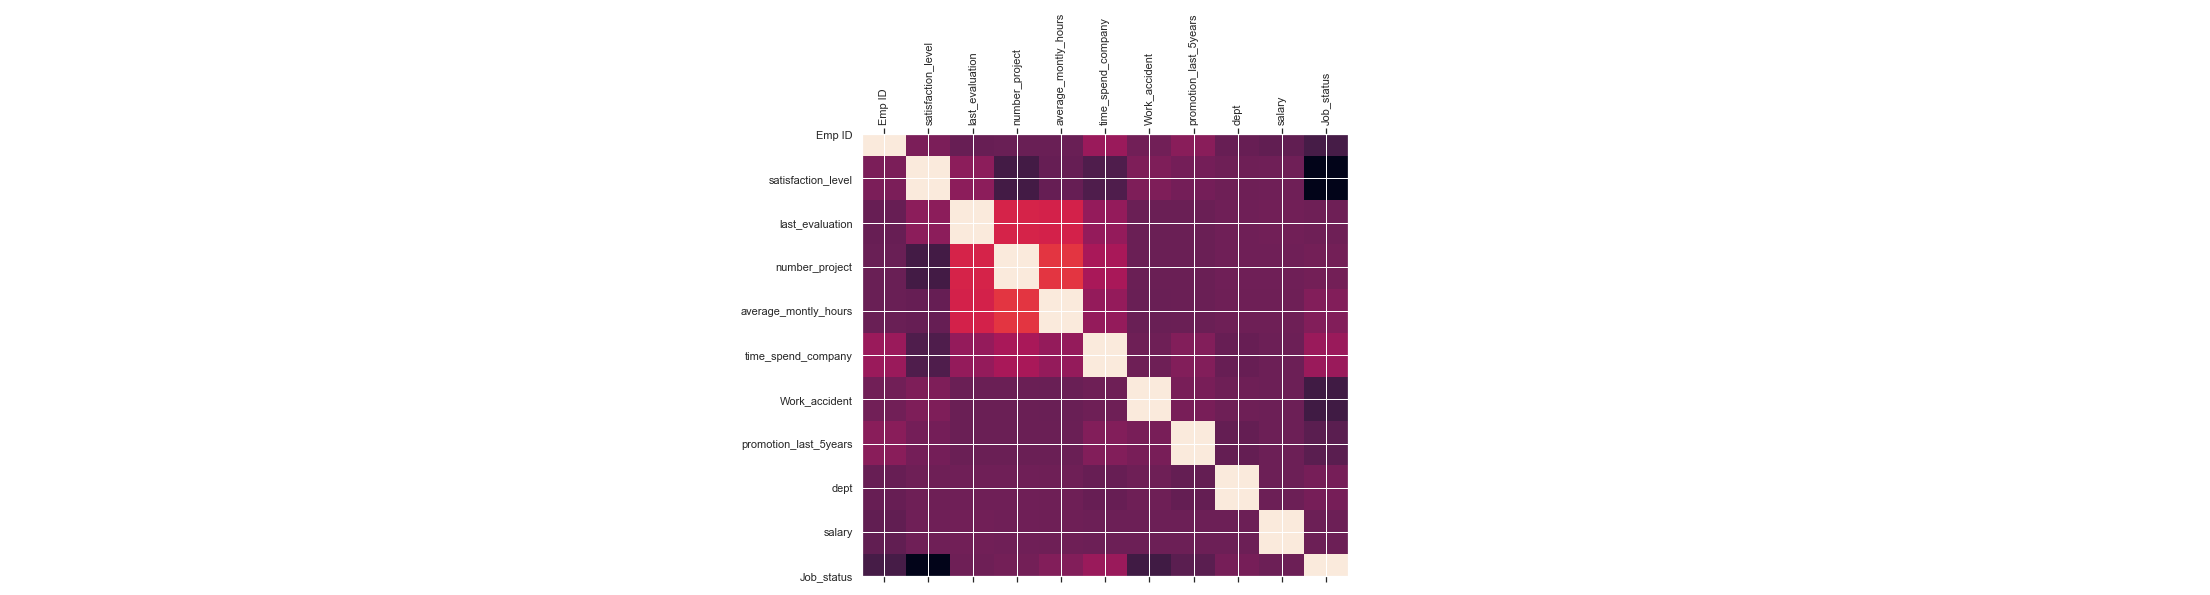 Emp ID
satisfaction_level
last_evaluation
number_project
average_montly_hours
time_spend_company
Work_accident
promotion_last_5years
dept
salary
Job_status
Emp ID
satisfaction_level
last_evaluation
number_project
average_montly_hours
time_spend_company
Work_accident
promotion_last_5years
dept
salary
Job_status